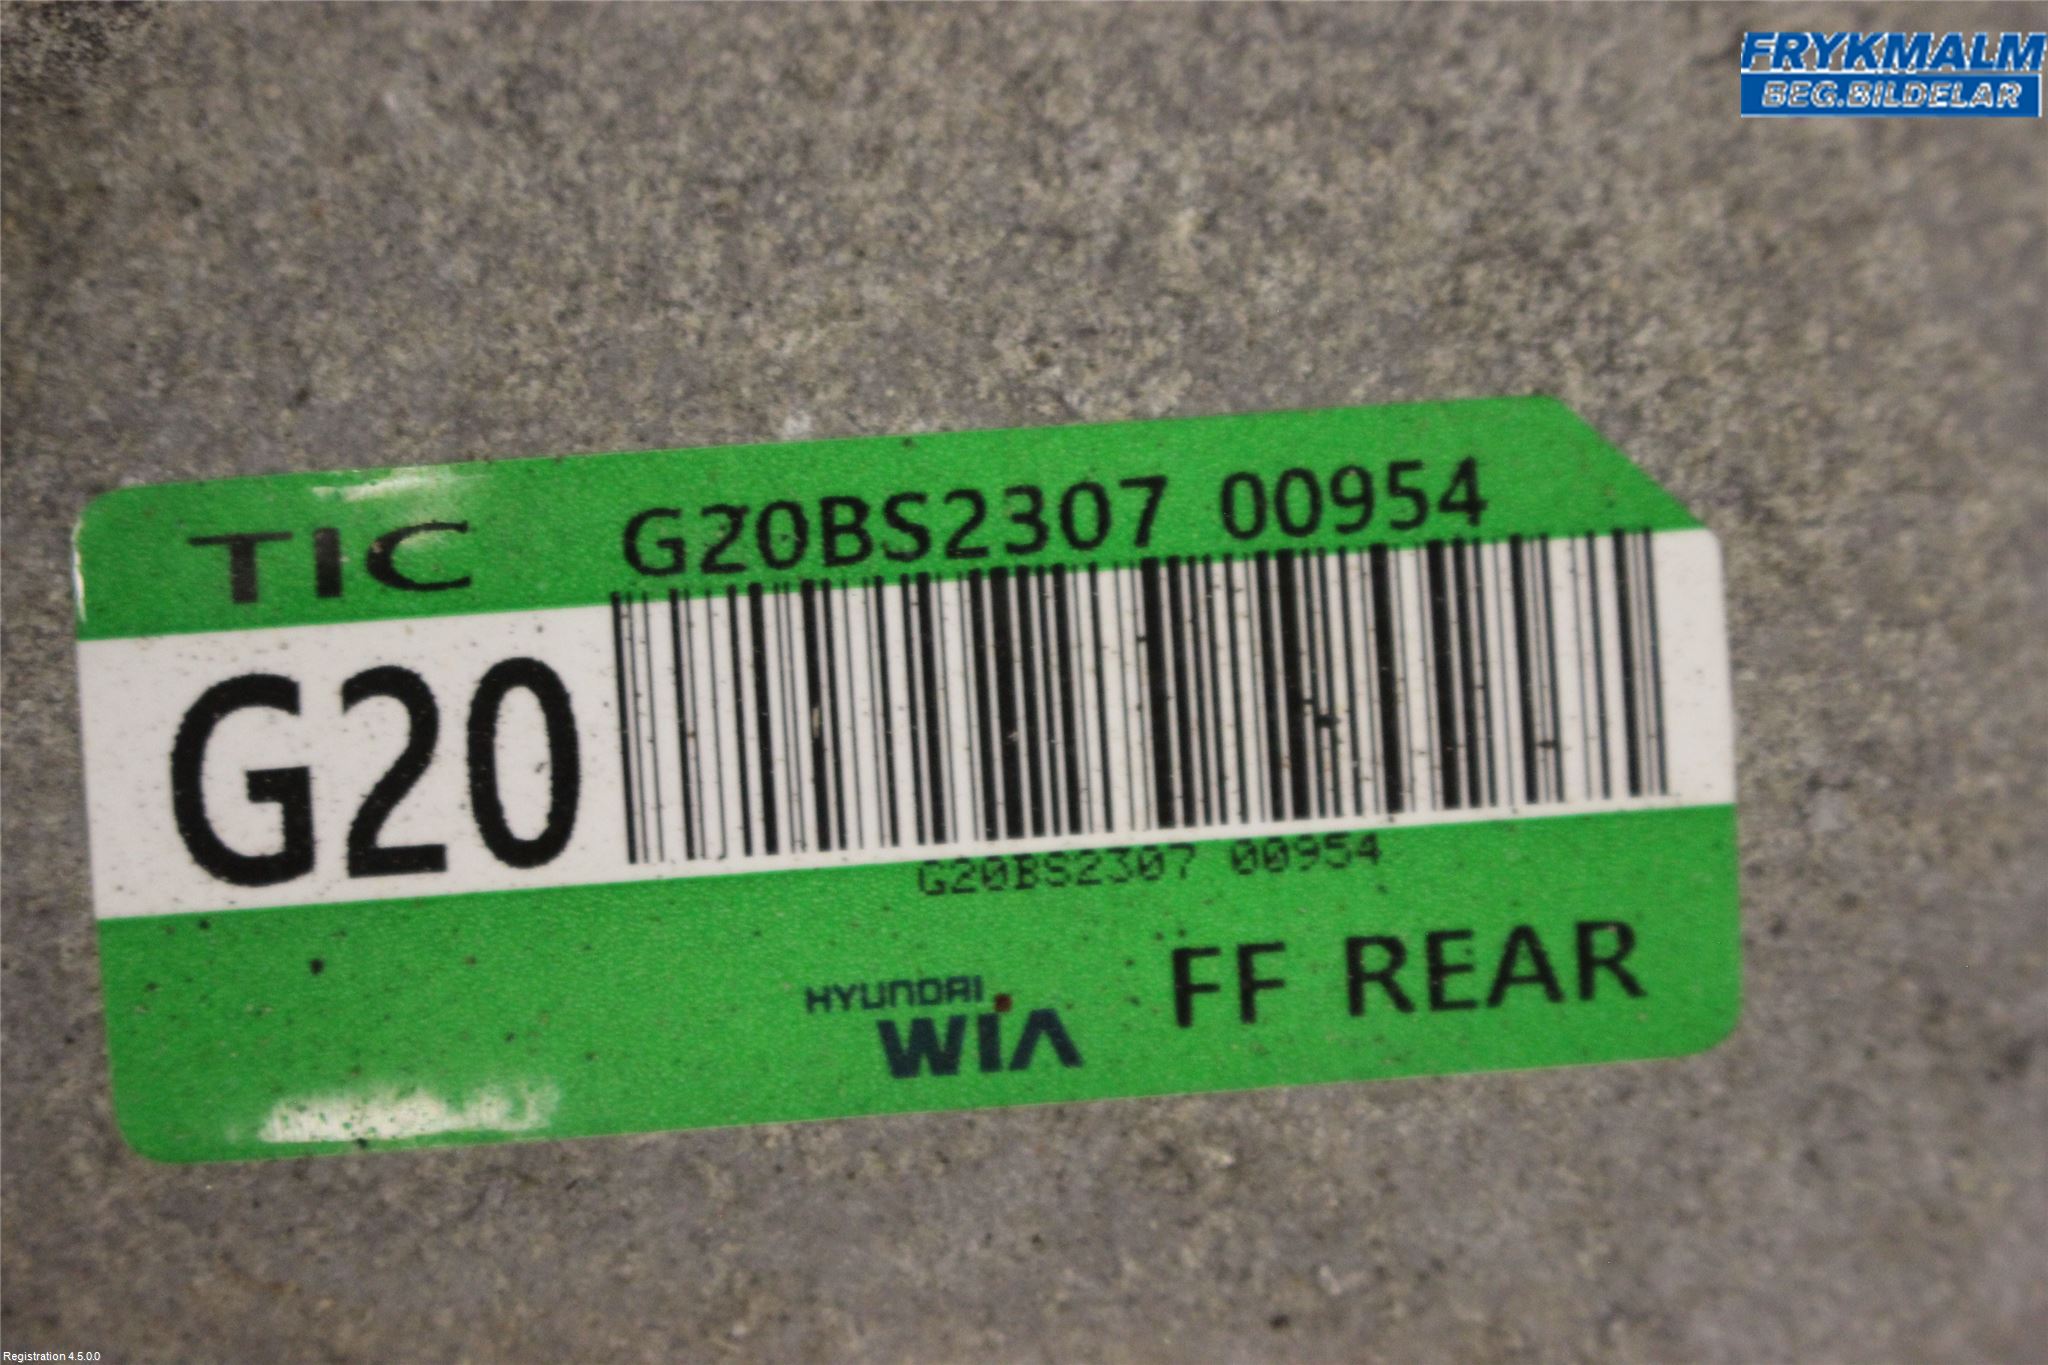 FRYKMALM
BEG.BILDELAR
TIC G20BS2307 00954
G20
G20BS2307 00954
HYUNDAI
WIA
FF REAR
Registration 4.5.0.0